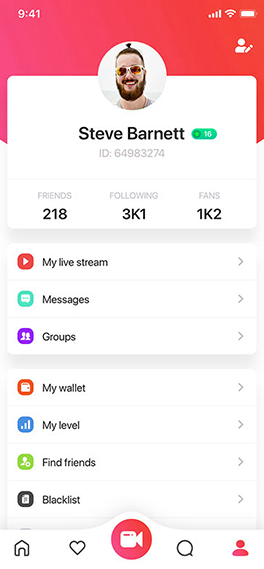 9:41
Steve Barnett 16
ID: 64983274
FRIENDS FOLLOWING FANS
218 3K1 1K2
My live stream
Messages
Groups
My wallet
My level
Find friends
Blacklist